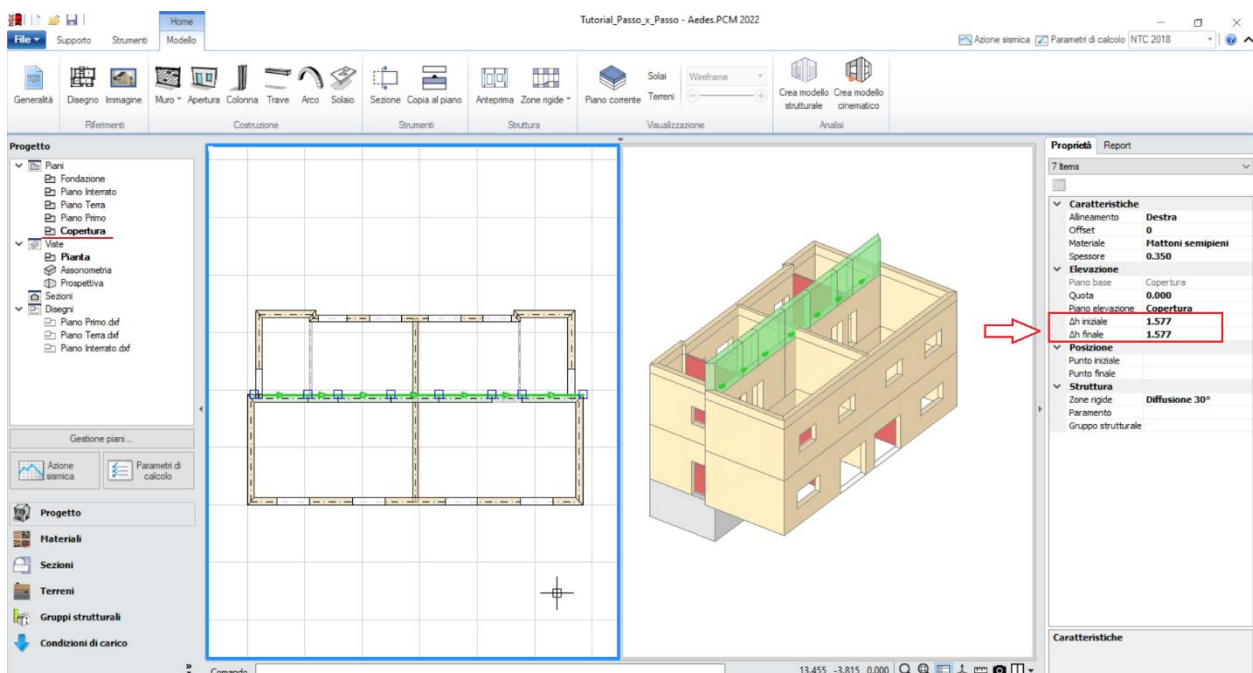 Tutorial_Passo_x_Passo - Aedes.PCM 2022
Home
File Supporto Strumenti Modello
Azione sismica Parametri di calcolo NTC 2018
Generalità Disegno Immagine Muro Apertura Colonna Trave Arco Solaio Sezione Copia al piano Anteprima Zone rigide Piano corrente
Solai Wireframe
Terreni
Crea modello strutturale
Crea modello cinematico
Riferimenti Costruzione Strumenti Struttura Visualizzazione Analisi
Progetto
Piani
Fondazione
Piano Interrato
Piano Terra
Piano Primo
Copertura
Viste
Pianta
Assonometria
Prospettiva
Sezioni
Disegni
Piano Primo.dxf
Piano Terra.dxf
Piano Interrato.dxf
Gestione piani...
Azione sismica
Parametri di calcolo
Progetto
Materiali
Sezioni
Terreni
Gruppi strutturali
Condizioni di carico
Comando
13.455 -3.815 0.000
Proprietà Report
7 Items
Caratteristiche
Allineamento Destra
Offset 0
Materiale Mattoni semipieni
Spessore 0.350
Elevazione
Piano base Copertura
Quota 0.000
Piano elevazione Copertura
Δh iniziale 1.577
Δh finale 1.577
Posizione
Punto iniziale
Punto finale
Struttura
Zone rigide Diffusione 30°
Paramento
Gruppo strutturale
Caratteristiche